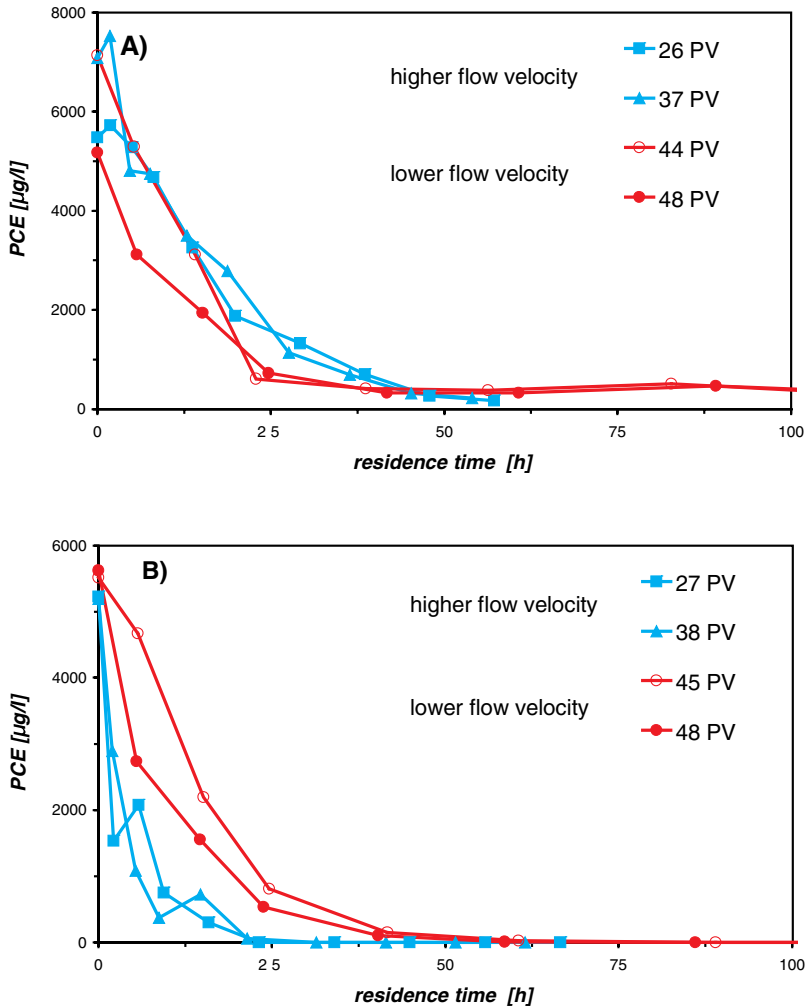 8000
A)
26 PV
higher flow velocity
6000
37 PV
PCE [µg/l]
44 PV
4000
lower flow velocity
48 PV
2000
0
0 2 5 50 75 100
residence time [h]
6000
B)
27 PV
higher flow velocity
38 PV
4000
PCE [µg/l]
45 PV
lower flow velocity
48 PV
2000
0
0 2 5 50 75 100
residence time [h]